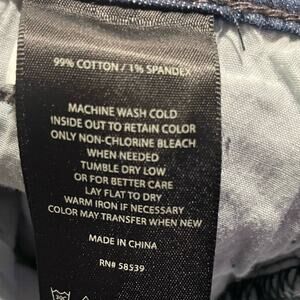 99% COTTON / 1% SPANDEX
MACHINE WASH COLD
INSIDE OUT TO RETAIN COLOR
ONLY NON-CHLORINE BLEACH
WHEN NEEDED
TUMBLE DRY LOW
OR FOR BETTER CARE
LAY FLAT TO DRY
WARM IRON IF NECESSARY
COLOR MAY TRANSFER WHEN NEW
MADE IN CHINA
RN# 58539
30C